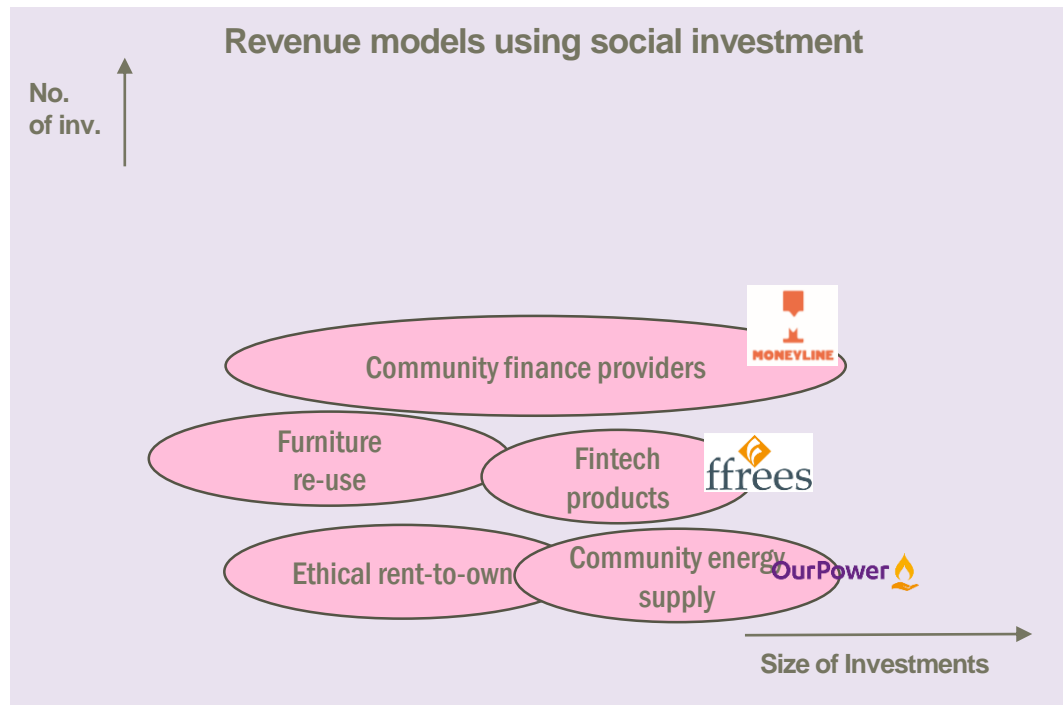 Revenue models using social investment
No.
of inv.
MONEYLINE
Community finance providers
Furniture
re-use
Fintech
products
ffrees
Ethical rent-to-own
Community energy
supply
OurPower
Size of Investments